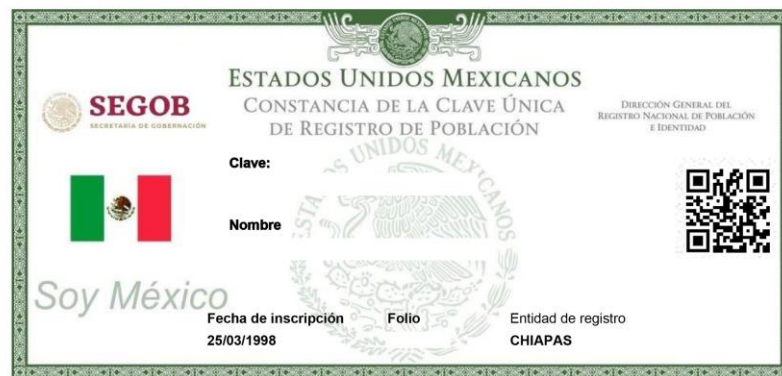 ESTADOS UNIDOS MEXICANOS
CONSTANCIA DE LA CLAVE ÚNICA
DE REGISTRO DE POBLACIÓN
SEGOB
SECRETARÍA DE GOBERNACIÓN
DIRECCIÓN GENERAL DEL
REGISTRO NACIONAL DE POBLACIÓN
E IDENTIDAD
Clave:
Nombre
Soy México
Fecha de inscripción Folio Entidad de registro
25/03/1998 CHIAPAS